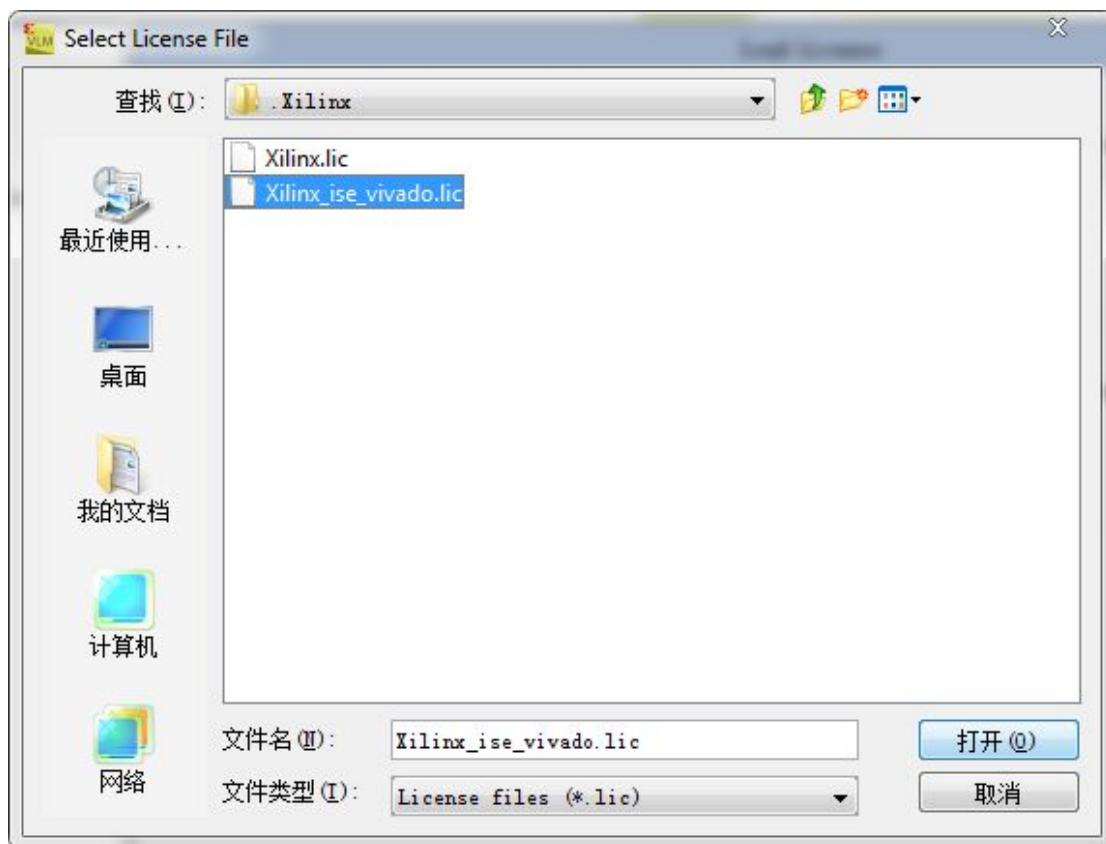 VLM
Select License File
查找(I):
.Xilinx
Xilinx.lic
Xilinx_ise_vivado.lic
最近使用...
桌面
我的文档
计算机
网络
文件名(N):
Xilinx_ise_vivado.lic
打开(O)
文件类型(T):
License files (*.lic)
取消